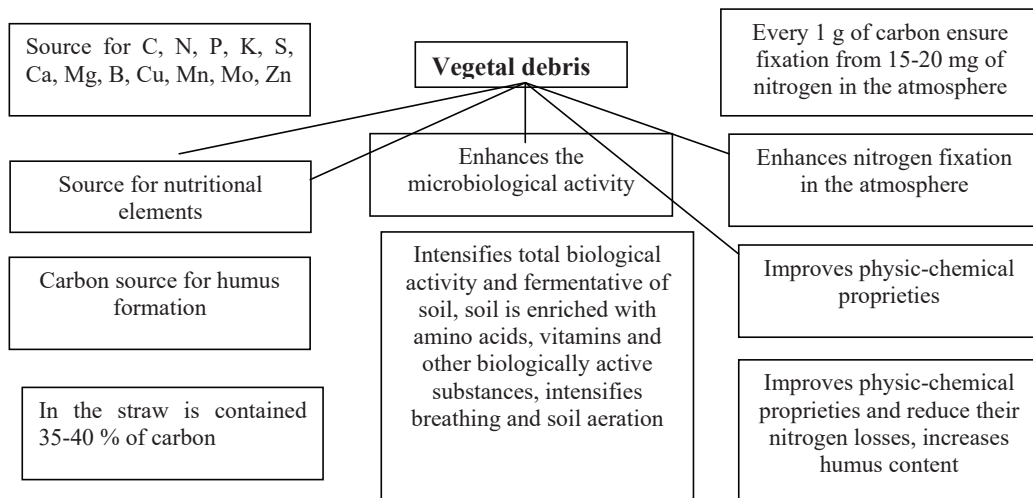 Source for C, N, P, K, S,
Ca, Mg, B, Cu, Mn, Mo, Zn
Vegetal debris
Every 1 g of carbon ensure
fixation from 15-20 mg of
nitrogen in the atmosphere
Source for nutritional
elements
Enhances the
microbiological activity
Enhances nitrogen fixation
in the atmosphere
Carbon source for humus
formation
Intensifies total biological
activity and fermentative of
soil, soil is enriched with
amino acids, vitamins and
other biologically active
substances, intensifies
breathing and soil aeration
Improves physic-chemical
proprieties
In the straw is contained
35-40 % of carbon
Improves physic-chemical
proprieties and reduce their
nitrogen losses, increases
humus content